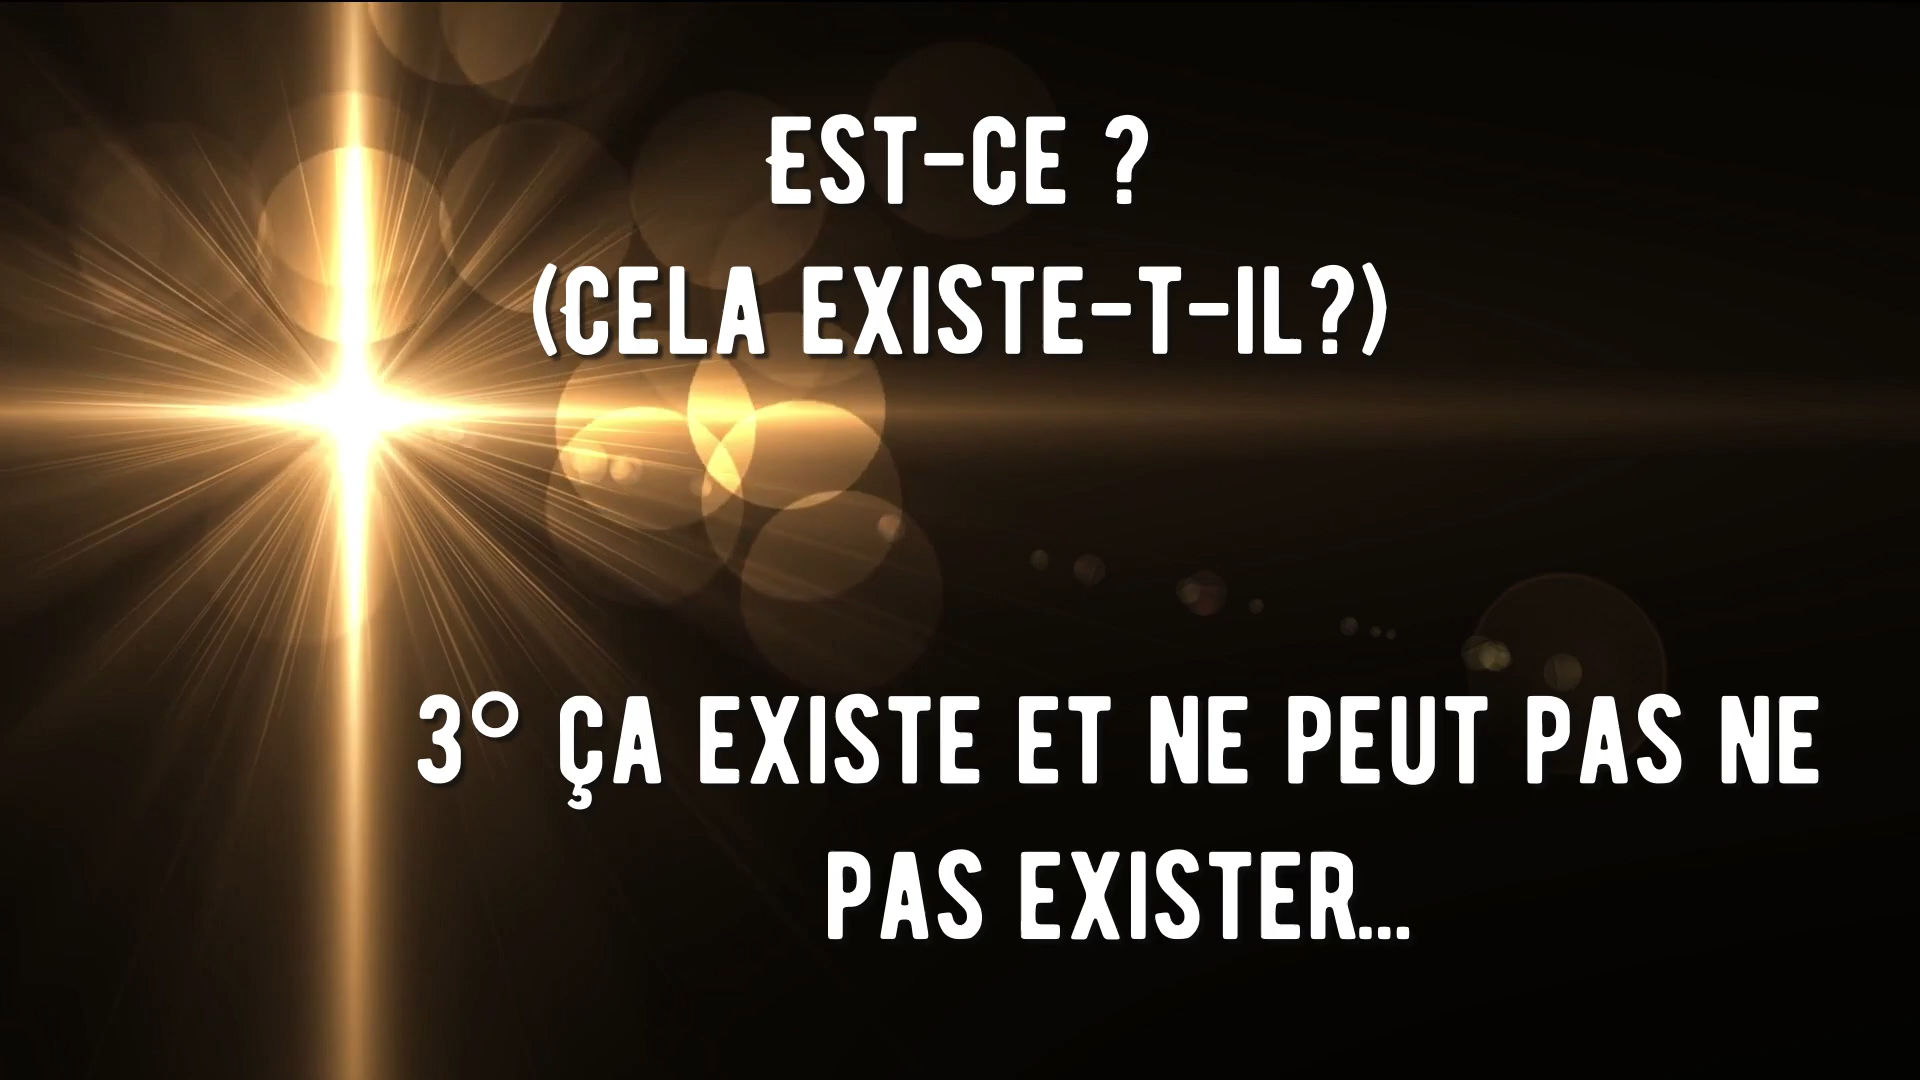 EST-CE ?
(CELA EXISTE-T-IL?)
3° ÇA EXISTE ET NE PEUT PAS NE
PAS EXISTER...